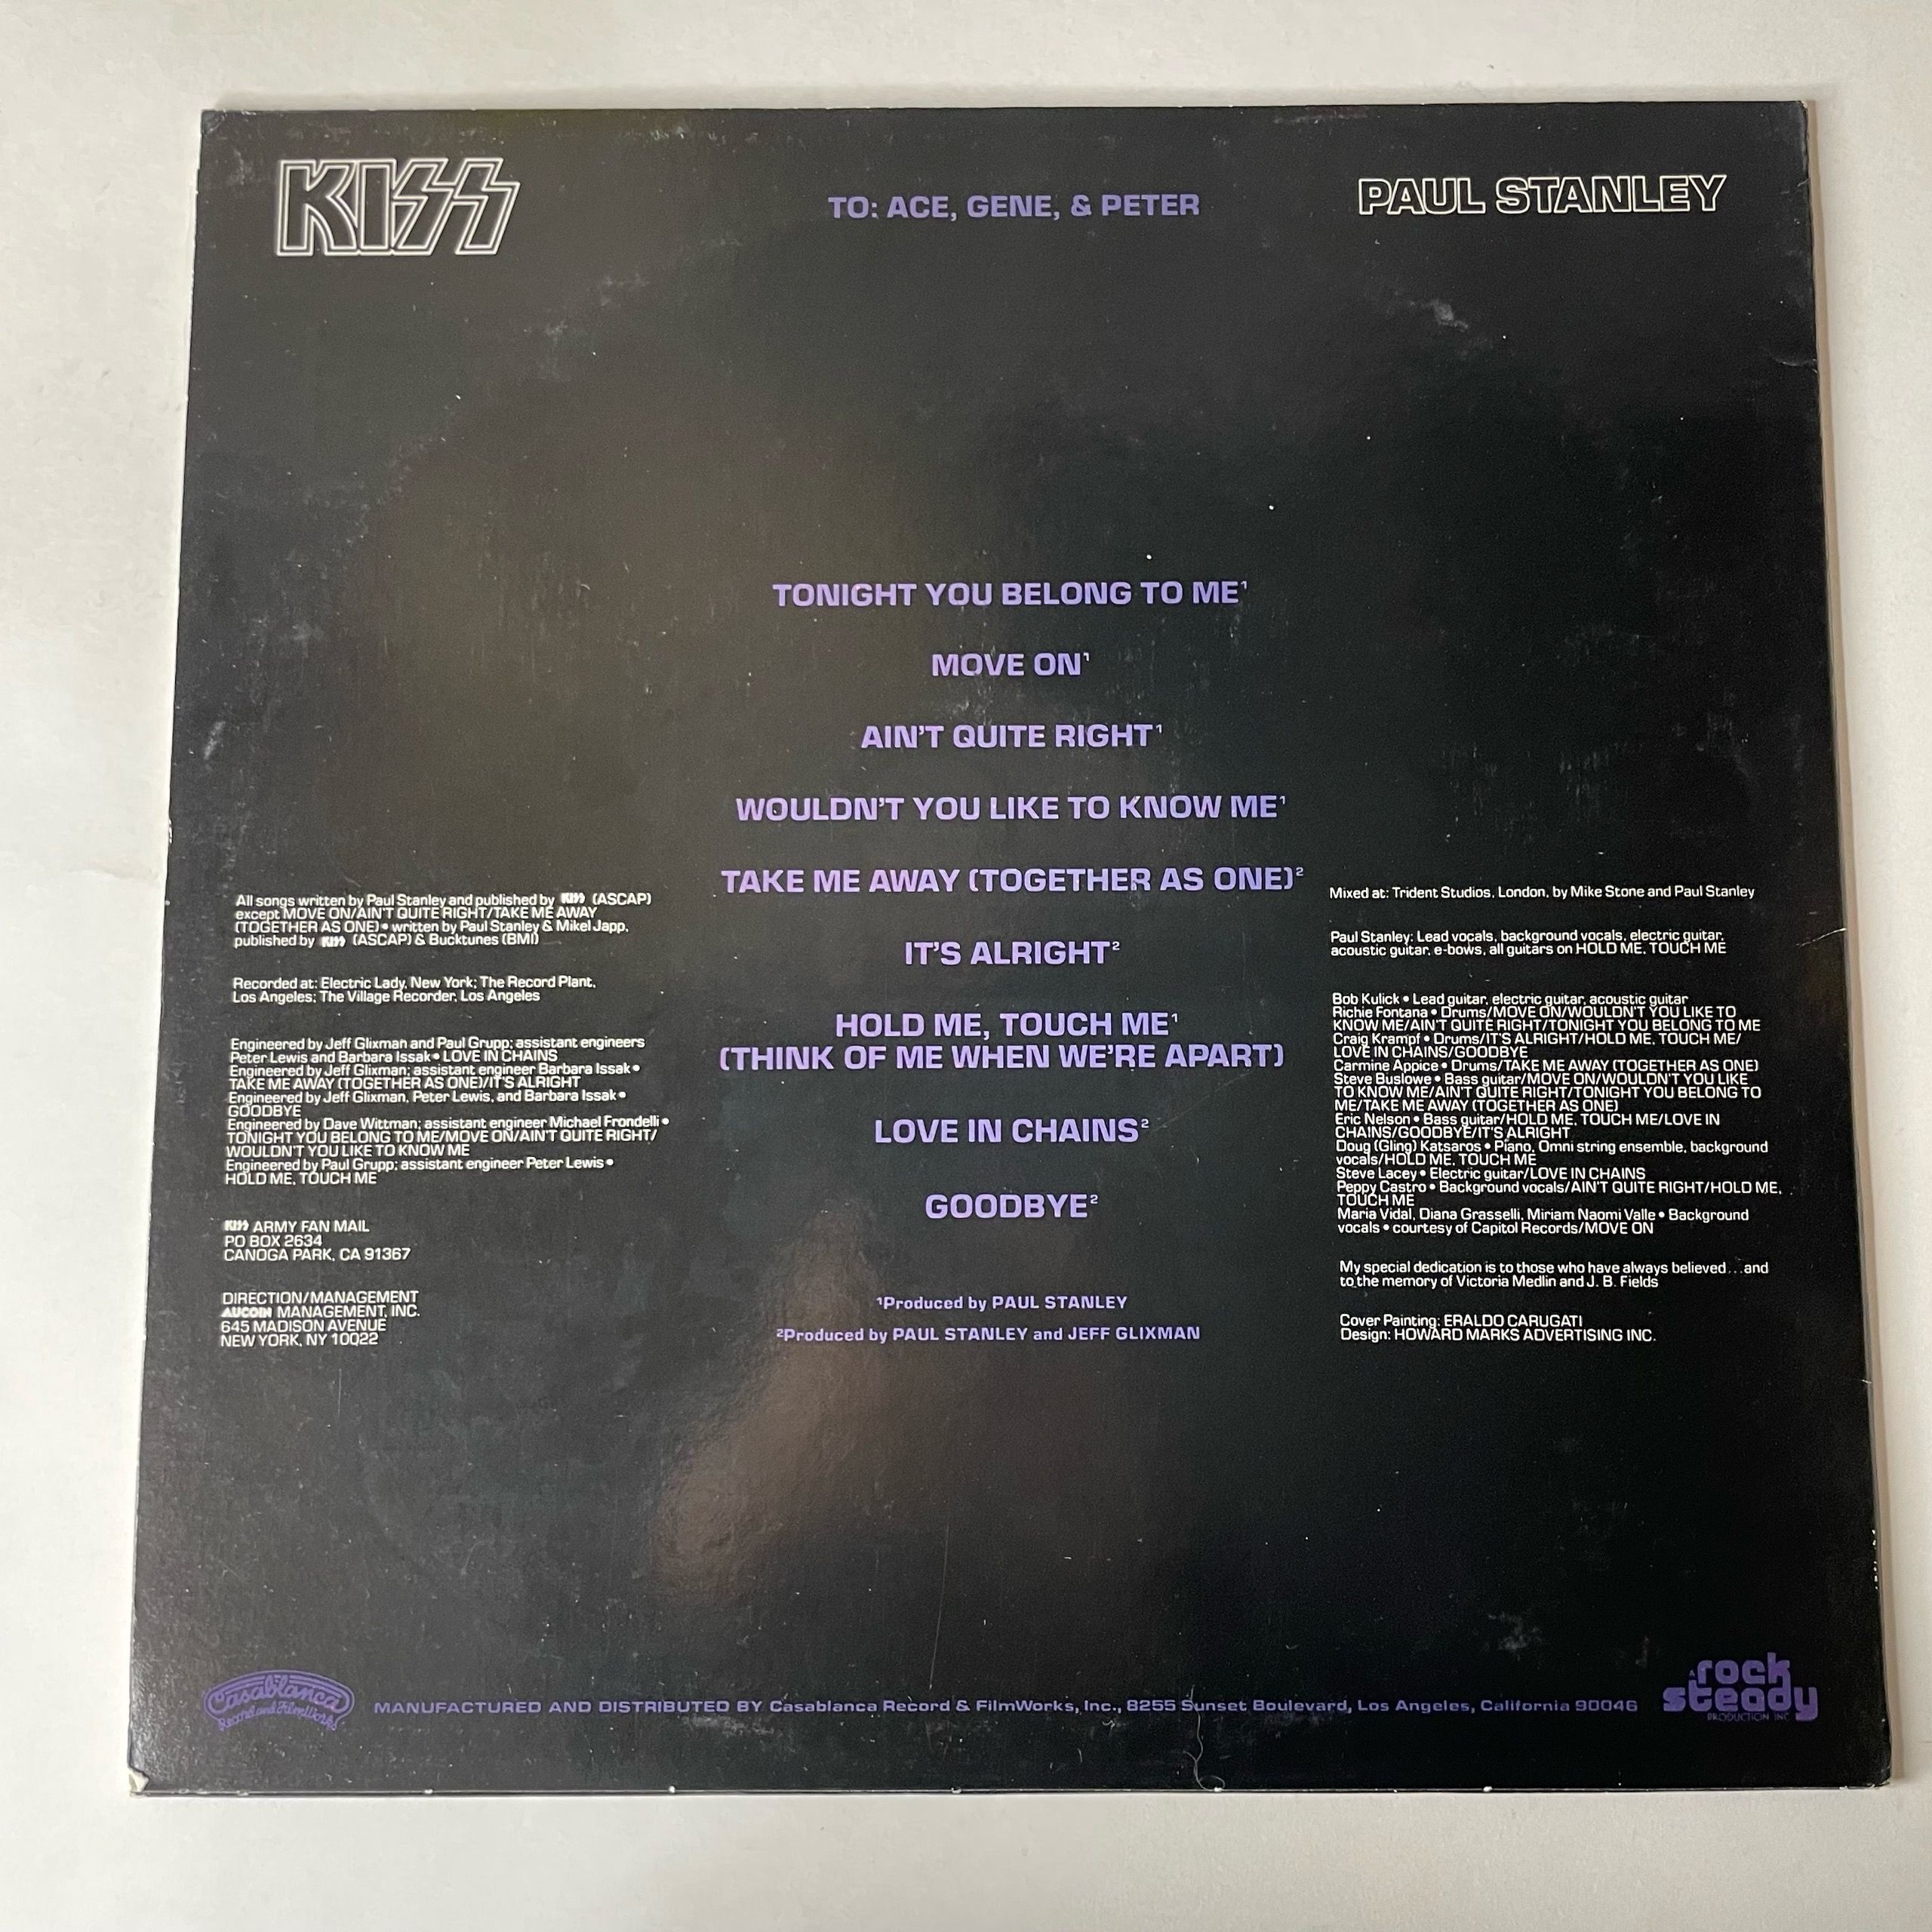 KISS
TO: ACE, GENE, & PETER
PAUL STANLEY
TONIGHT YOU BELONG TO ME¹
MOVE ON¹
AIN'T QUITE RIGHT¹
WOULDN'T YOU LIKE TO KNOW ME¹
TAKE ME AWAY (TOGETHER AS ONE)²
IT'S ALRIGHT²
HOLD ME, TOUCH ME¹
(THINK OF ME WHEN WE'RE APART)
LOVE IN CHAINS²
GOODBYE²
¹Produced by PAUL STANLEY
²Produced by PAUL STANLEY and JEFF GLIXMAN
All songs written by Paul Stanley and published by KISS (ASCAP)
except MOVE ON/AIN'T QUITE RIGHT/TAKE ME AWAY
(TOGETHER AS ONE) • written by Paul Stanley & Mikel Japp,
published by KISS (ASCAP) & Bucktunes (BMI)
Recorded at: Electric Lady, New York; The Record Plant,
Los Angeles; The Village Recorder, Los Angeles
Engineered by Jeff Glixman and Paul Grupp; assistant engineers
Peter Lewis and Barbara Issak • LOVE IN CHAINS
Engineered by Jeff Glixman; assistant engineer Barbara Issak •
TAKE ME AWAY (TOGETHER AS ONE)/IT'S ALRIGHT
Engineered by Jeff Glixman, Peter Lewis, and Barbara Issak •
GOODBYE
Engineered by Dave Wittman; assistant engineer Michael Frondelli •
TONIGHT YOU BELONG TO ME/MOVE ON/AIN'T QUITE RIGHT/
WOULDN'T YOU LIKE TO KNOW ME
Engineered by Paul Grupp; assistant engineer Peter Lewis •
HOLD ME, TOUCH ME
KISS ARMY FAN MAIL
PO BOX 2634
CANOGA PARK, CA 91367
DIRECTION/MANAGEMENT
AUCOIN MANAGEMENT, INC.
645 MADISON AVENUE
NEW YORK, NY 10022
Mixed at: Trident Studios, London, by Mike Stone and Paul Stanley
Paul Stanley: Lead vocals, background vocals, electric guitar,
acoustic guitar, e-bows, all guitars on HOLD ME, TOUCH ME
Bob Kulick • Lead guitar, electric guitar, acoustic guitar
Richie Fontana • Drums/MOVE ON/WOULDN'T YOU LIKE TO
KNOW ME/AIN'T QUITE RIGHT/TONIGHT YOU BELONG TO ME
Craig Krampf • Drums/IT'S ALRIGHT/HOLD ME, TOUCH ME/
LOVE IN CHAINS/GOODBYE
Carmine Appice • Drums/TAKE ME AWAY (TOGETHER AS ONE)
Steve Buslowe • Bass guitar/MOVE ON/WOULDN'T YOU LIKE
TO KNOW ME/AIN'T QUITE RIGHT/TONIGHT YOU BELONG TO
ME/TAKE ME AWAY (TOGETHER AS ONE)
Eric Nelson • Bass guitar/HOLD ME, TOUCH ME/LOVE IN
CHAINS/GOODBYE/IT'S ALRIGHT
Doug (Gling) Katsaros • Piano, Omni string ensemble, background
vocals/HOLD ME, TOUCH ME
Steve Lacey • Electric guitar/LOVE IN CHAINS
Peppy Castro • Background vocals/AIN'T QUITE RIGHT/HOLD ME,
TOUCH ME
Maria Vidal, Diana Grasselli, Miriam Naomi Valle • Background
vocals • courtesy of Capitol Records/MOVE ON
My special dedication is to those who have always believed...and
to the memory of Victoria Medlin and J. B. Fields
Cover Painting: ERALDO CARUGATI
Design: HOWARD MARKS ADVERTISING INC.
Casablanca
Record and FilmWorks
MANUFACTURED AND DISTRIBUTED BY Casablanca Record & FilmWorks, Inc., 8255 Sunset Boulevard, Los Angeles, California 90046
A rock
steady
PRODUCTION INC